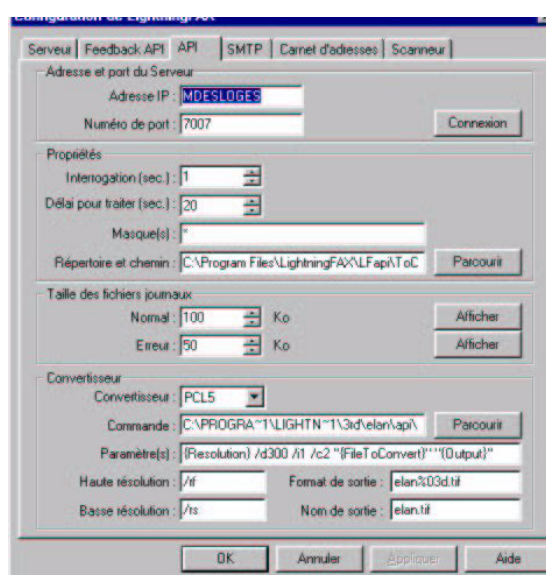 Configuration de LightningFAX
Serveur Feedback API API SMTP Carnet d'adresses Scanneur
Adresse et port du Serveur
Adresse IP : MDESLOGES
Numéro de port : 7007 Connexion
Propriétés
Interrogation (sec.) : 1
Délai pour traiter (sec.) : 20
Masque(s) : *
Répertoire et chemin : C:\Program Files\LightningFAX\LFapi\ToC Parcourir
Taille des fichiers journaux
Normal : 100 Ko Afficher
Erreur : 50 Ko Afficher
Convertisseur
Convertisseur : PCL5
Commande : C:\PROGRA~1\LIGHTN~1\3rd\elan\api\ Parcourir
Paramètre(s) : {Resolution} /d300 /i1 /c2 "{FileToConvert}" "{Output}"
Haute résolution : /rf Format de sortie : elan%03d.tif
Basse résolution : /rs Nom de sortie : elan.tif
OK Annuler Appliquer Aide